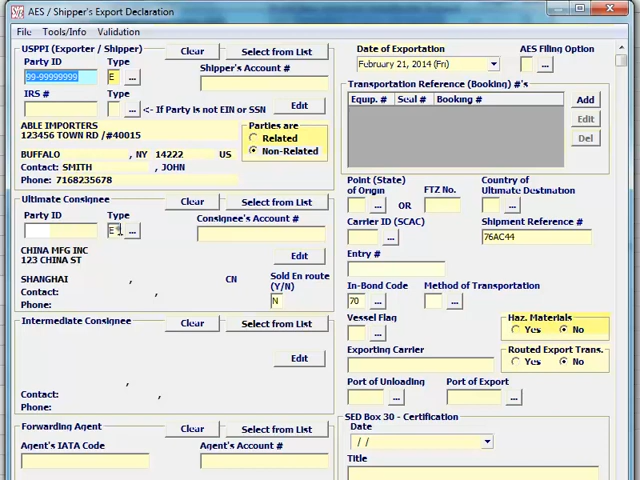 AES / Shipper's Export Declaration
File Tools/Info Validation
USPPI (Exporter / Shipper)
Clear
Select from List
Party ID
Type
Shipper's Account #
99-99999999
E
...
IRS #
Type
... <- If Party is not EIN or SSN
Edit
ABLE IMPORTERS
123456 TOWN RD /#40015
BUFFALO , NY 14222 US
Contact: SMITH , JOHN
Phone: 7168235678
Parties are
Related
Non-Related
Ultimate Consignee
Clear
Select from List
Party ID
Type
Consignee's Account #
E
...
CHINA MFG INC
123 CHINA ST
Edit
SHANGHAI , CN
Contact: ,
Phone:
Sold En route
(Y/N)
N
Intermediate Consignee
Clear
Select from List
Edit
, ,
Contact:
Phone:
Forwarding Agent
Clear
Select from List
Agent's IATA Code
Agent's Account #
Date of Exportation
AES Filing Option
February 21, 2014 (Fri)
...
Transportation Reference (Booking) #'s
Equip. # Seal # Booking #
Add
Edit
Del
Point (State)
of Origin
FTZ No.
Country of
Ultimate Destination
... OR ...
Carrier ID (SCAC)
Shipment Reference #
...
76AC44
Entry #
In-Bond Code
Method of Transportation
70 ... ...
Vessel Flag
...
Haz. Materials
Yes No
Exporting Carrier
Routed Export Trans.
Yes No
Port of Unloading
Port of Export
... ...
SED Box 30 - Certification
Date
/ /
Title